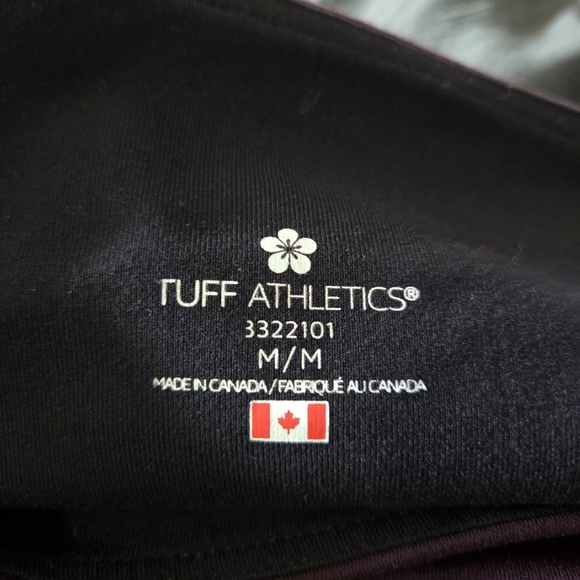 TUFF ATHLETICS®
3322101
M/M
MADE IN CANADA / FABRIQUÉ AU CANADA